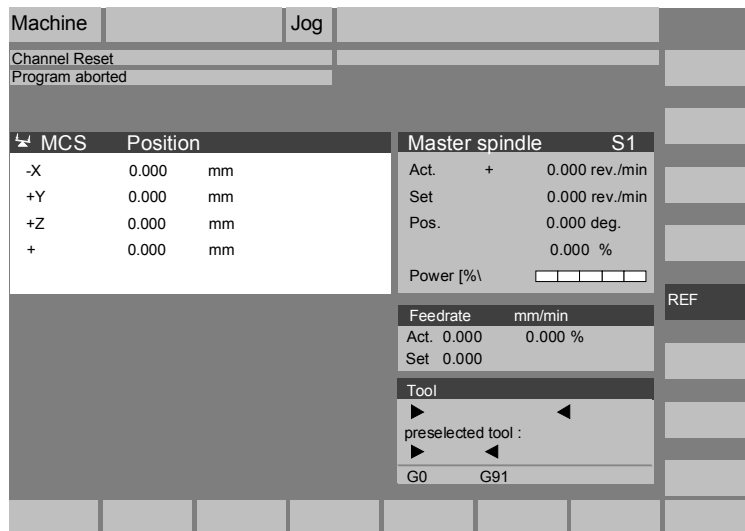 Machine Jog
Channel Reset
Program aborted
MCS Position
-X 0.000 mm
+Y 0.000 mm
+Z 0.000 mm
+ 0.000 mm
Master spindle S1
Act. + 0.000 rev./min
Set 0.000 rev./min
Pos. 0.000 deg.
0.000 %
Power [%\
REF
Feedrate mm/min
Act. 0.000 0.000 %
Set 0.000
Tool
preselected tool :
G0 G91